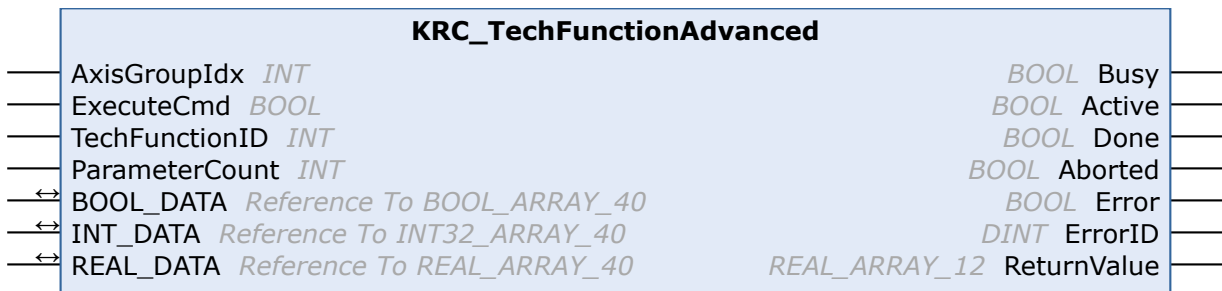 KRC_TechFunctionAdvanced
AxisGroupIdx INT BOOL Busy
ExecuteCmd BOOL BOOL Active
TechFunctionID INT BOOL Done
ParameterCount INT BOOL Aborted
BOOL_DATA Reference To BOOL_ARRAY_40 BOOL Error
INT_DATA Reference To INT32_ARRAY_40 DINT ErrorID
REAL_DATA Reference To REAL_ARRAY_40 REAL_ARRAY_12 ReturnValue